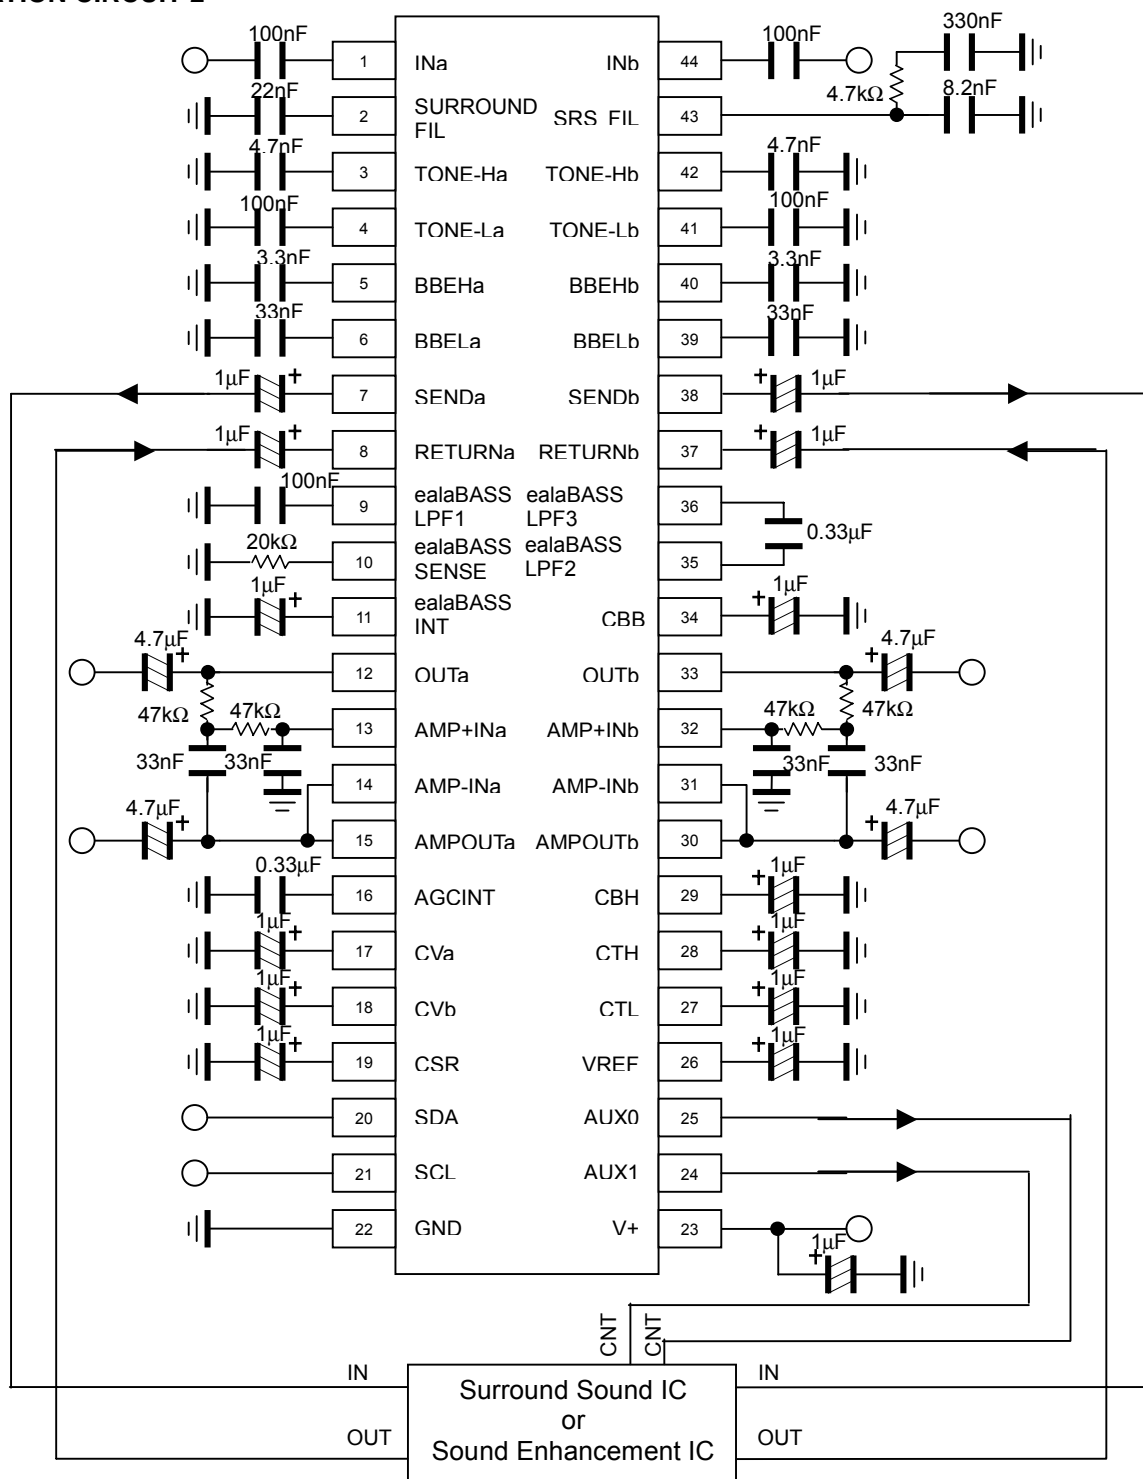 ATION CIRCUIT 2
100nF 1 INa INb 44 100nF 330nF
4.7kΩ
22nF 2 SURROUND FIL SRS FIL 43 8.2nF
4.7nF 3 TONE-Ha TONE-Hb 42 4.7nF
100nF 4 TONE-La TONE-Lb 41 100nF
3.3nF 5 BBEHa BBEHb 40 3.3nF
33nF 6 BBELa BBELb 39 33nF
1µF + 7 SENDa SENDb 38 + 1µF
1µF + 8 RETURNa RETURNb 37 + 1µF
100nF 9 ealaBASS LPF1 ealaBASS LPF3 36
0.33µF
20kΩ 10 ealaBASS SENSE ealaBASS LPF2 35
1µF + 11 ealaBASS INT CBB 34 + 1µF
4.7µF + 12 OUTa OUTb 33 + 4.7µF
47kΩ 47kΩ 13 AMP+INa AMP+INb 32 47kΩ 47kΩ
33nF 33nF 14 AMP-INa AMP-INb 31 33nF 33nF
4.7µF + 15 AMPOUTa AMPOUTb 30 + 4.7µF
0.33µF 16 AGCINT CBH 29 + 1µF
1µF + 17 CVa CTH 28 + 1µF
1µF + 18 CVb CTL 27 + 1µF
1µF + 19 CSR VREF 26 + 1µF
20 SDA AUX0 25
21 SCL AUX1 24
22 GND V+ 23
+ 1µF
CNT CNT
IN Surround Sound IC IN
or
OUT Sound Enhancement IC OUT